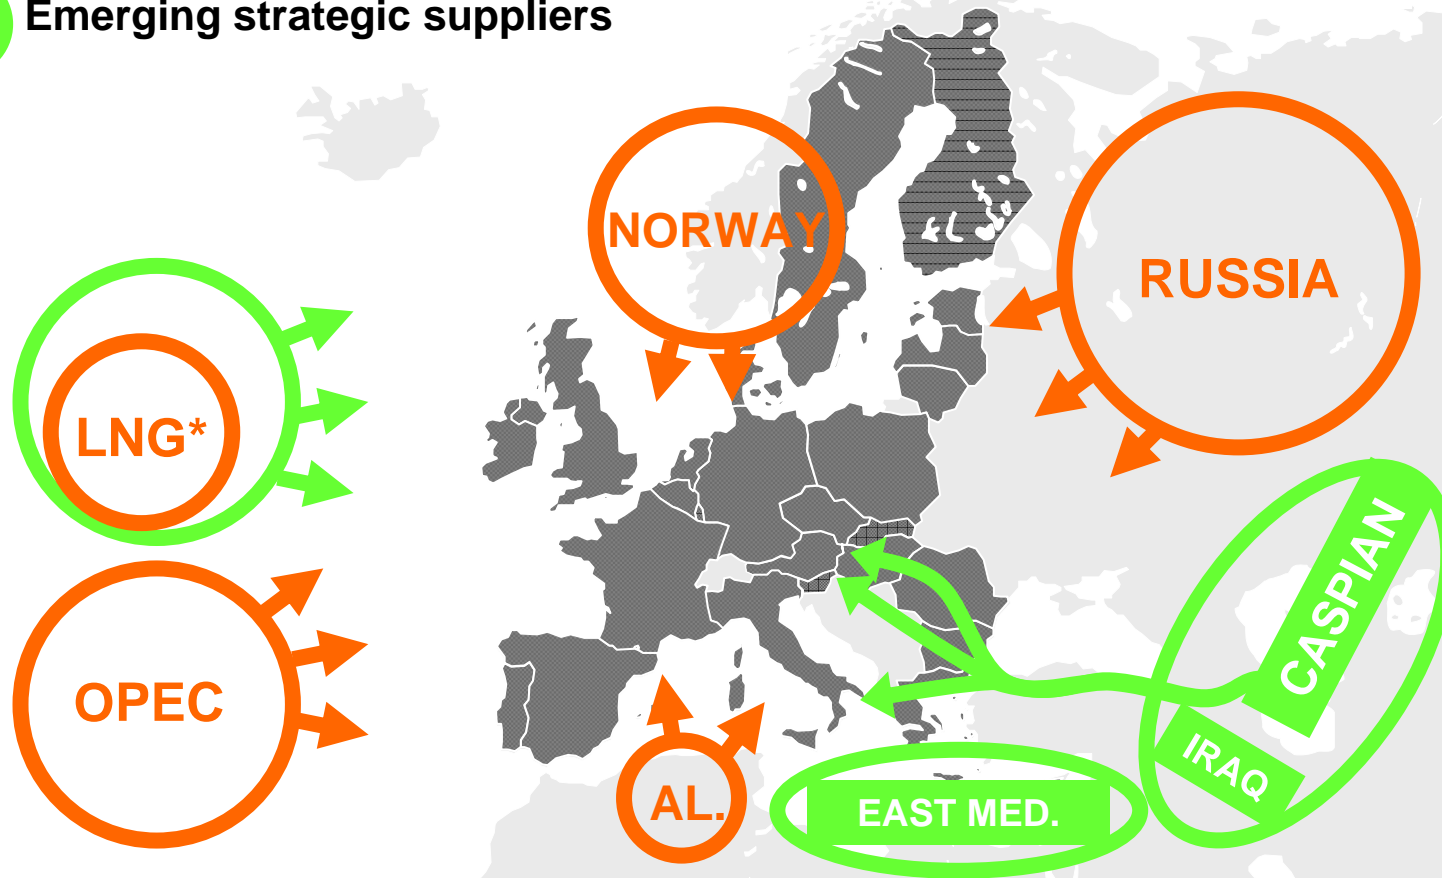 Emerging strategic suppliers
NORWAY
RUSSIA
LNG*
CASPIAN
OPEC
IRAQ
AL.
EAST MED.